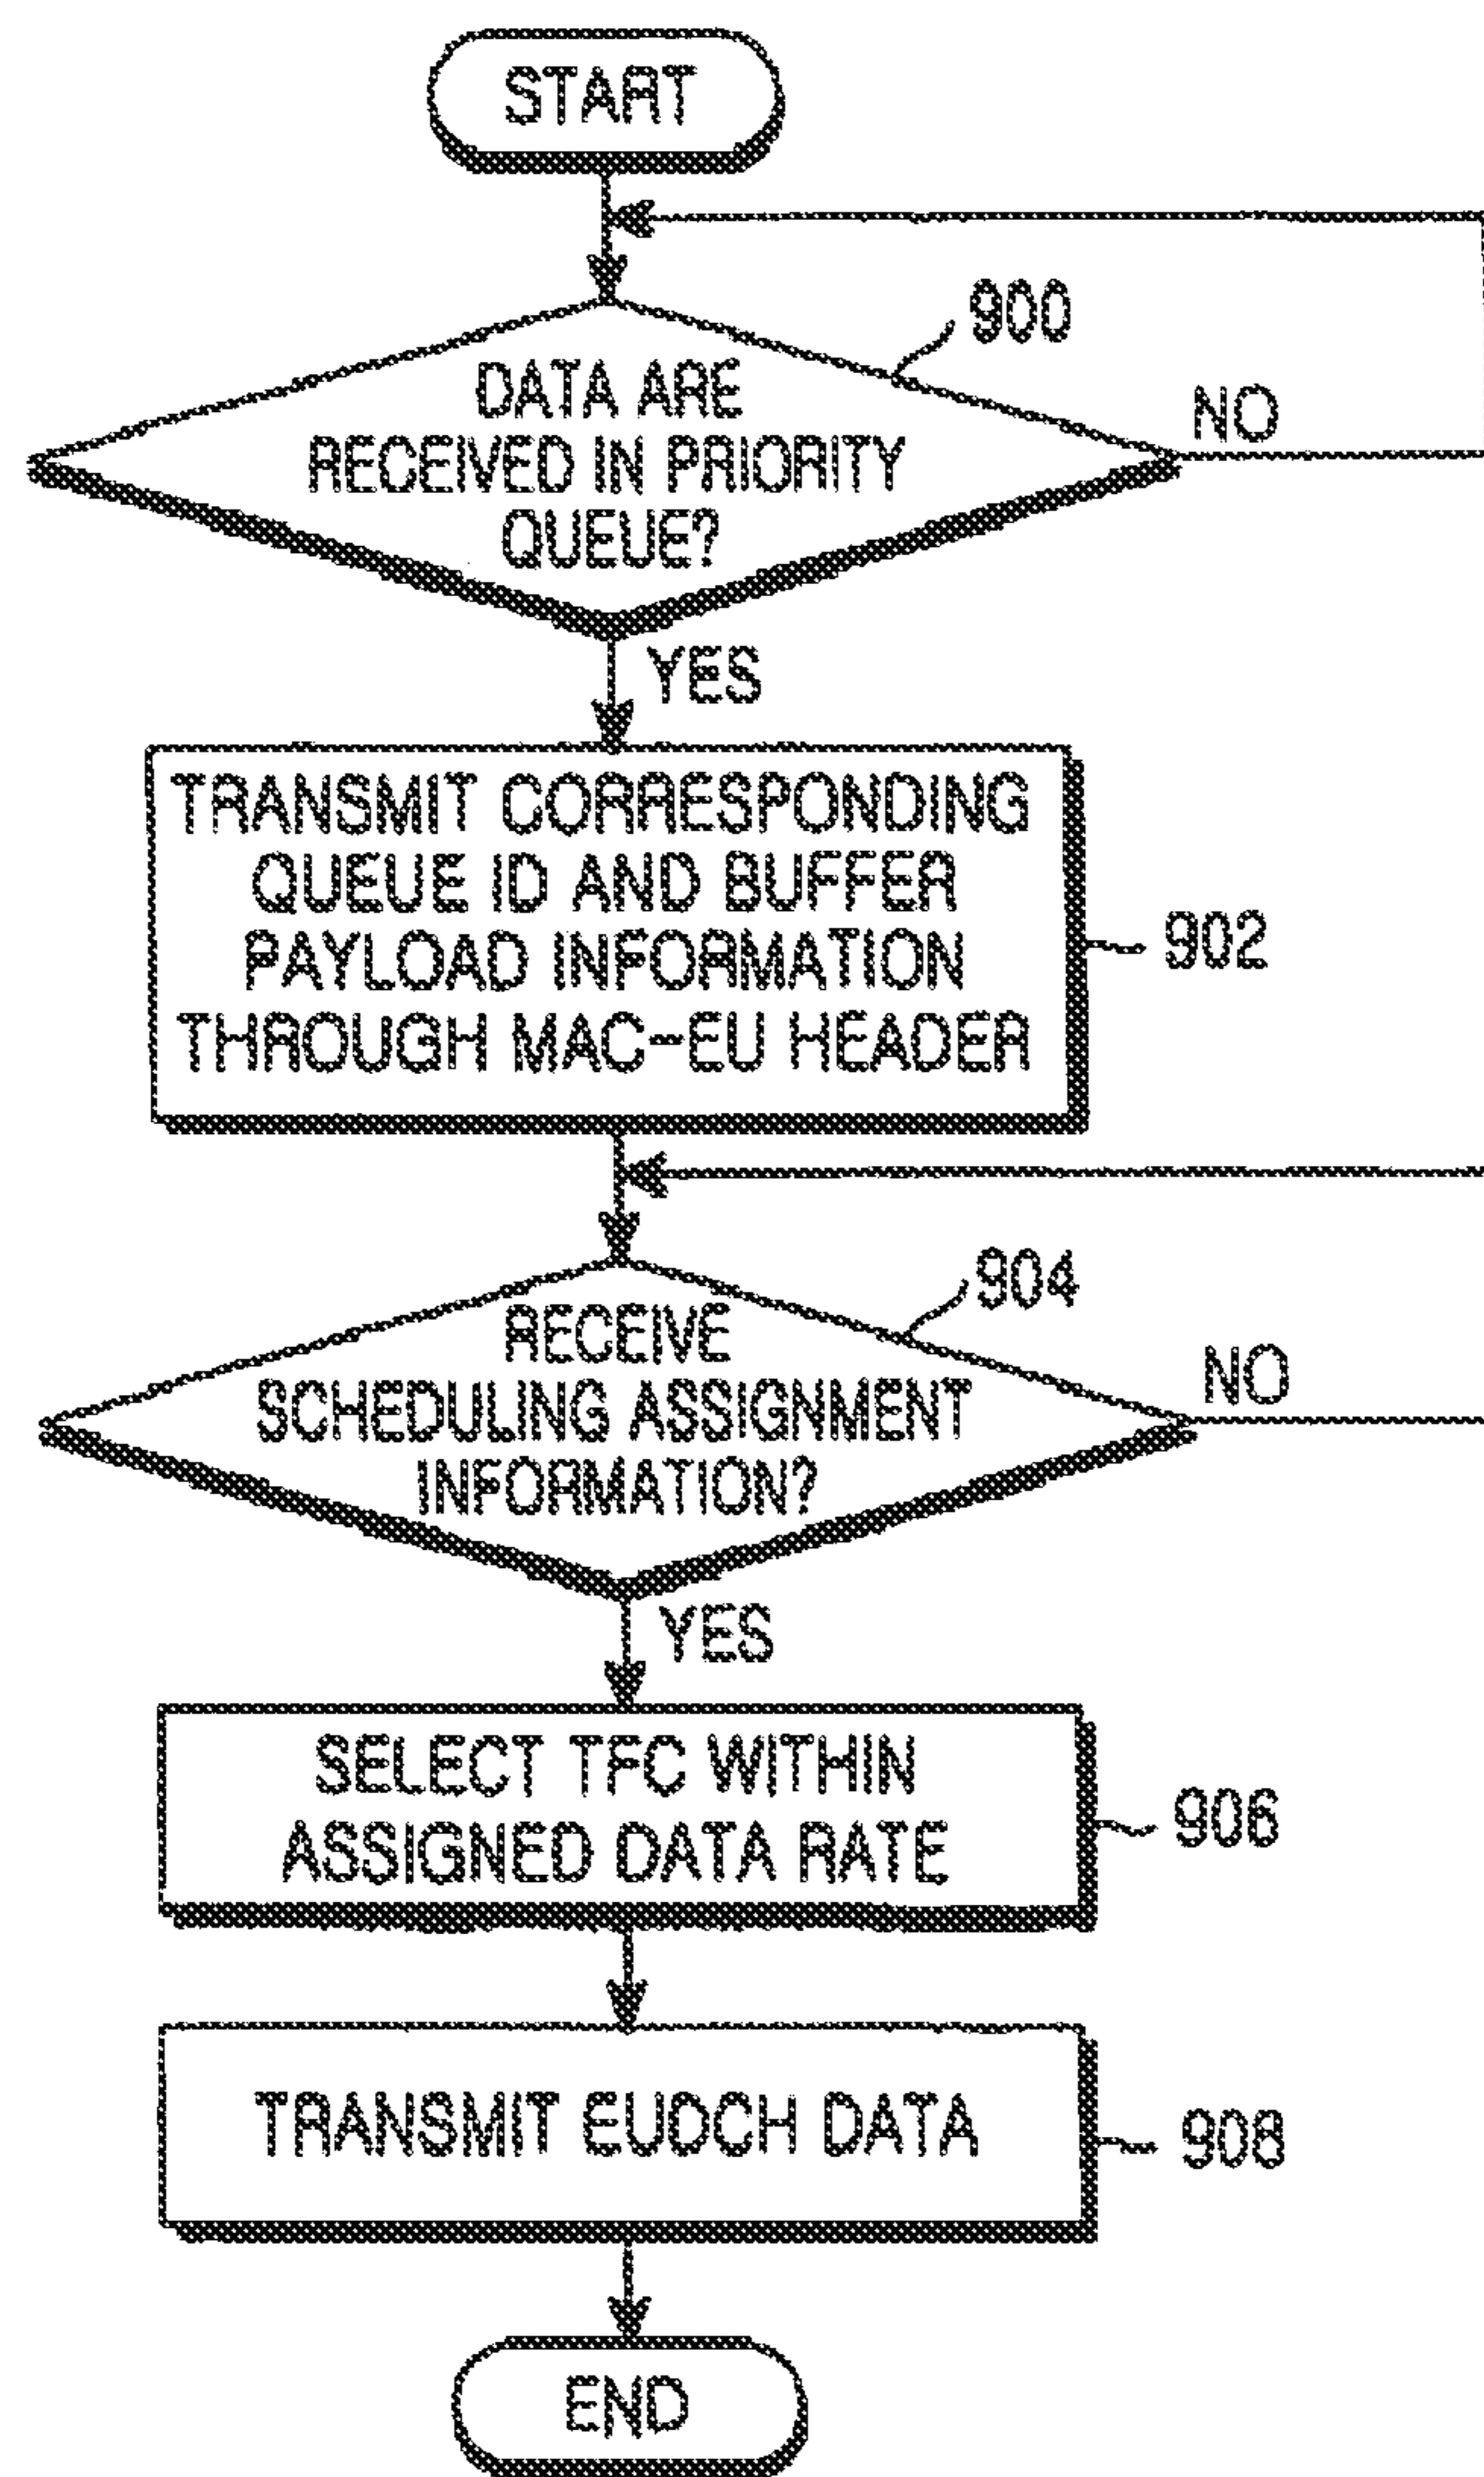 START
900
DATA ARE
RECEIVED IN PRIORITY
QUEUE?
NO
YES
TRANSMIT CORRESPONDING
QUEUE ID AND BUFFER
PAYLOAD INFORMATION
THROUGH MAC-EU HEADER
902
904
RECEIVE
SCHEDULING ASSIGNMENT
INFORMATION?
NO
YES
SELECT TFC WITHIN
ASSIGNED DATA RATE
906
TRANSMIT EUDCH DATA
908
END